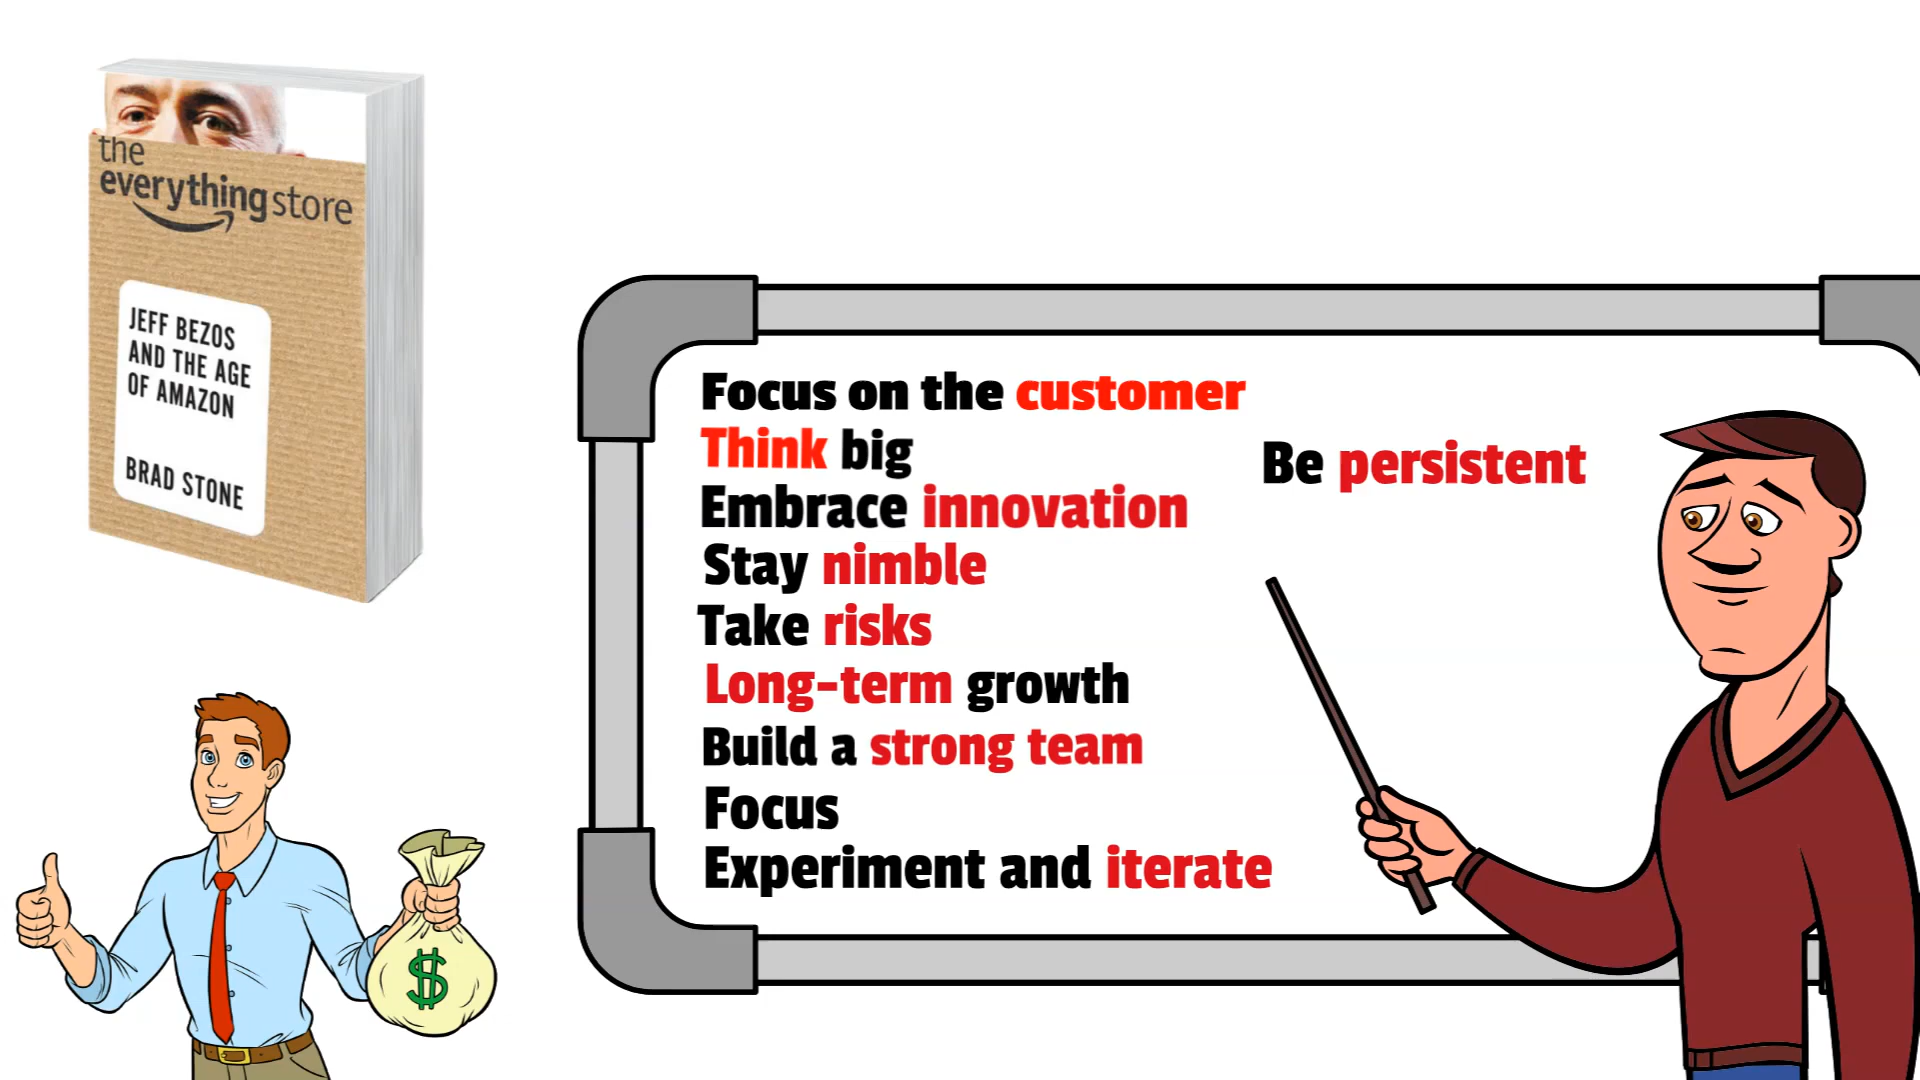 the
everything store
JEFF BEZOS
AND THE AGE
OF AMAZON
BRAD STONE
Focus on the customer
Think big
Embrace innovation
Stay nimble
Take risks
Long-term growth
Build a strong team
Focus
Experiment and iterate
Be persistent
$